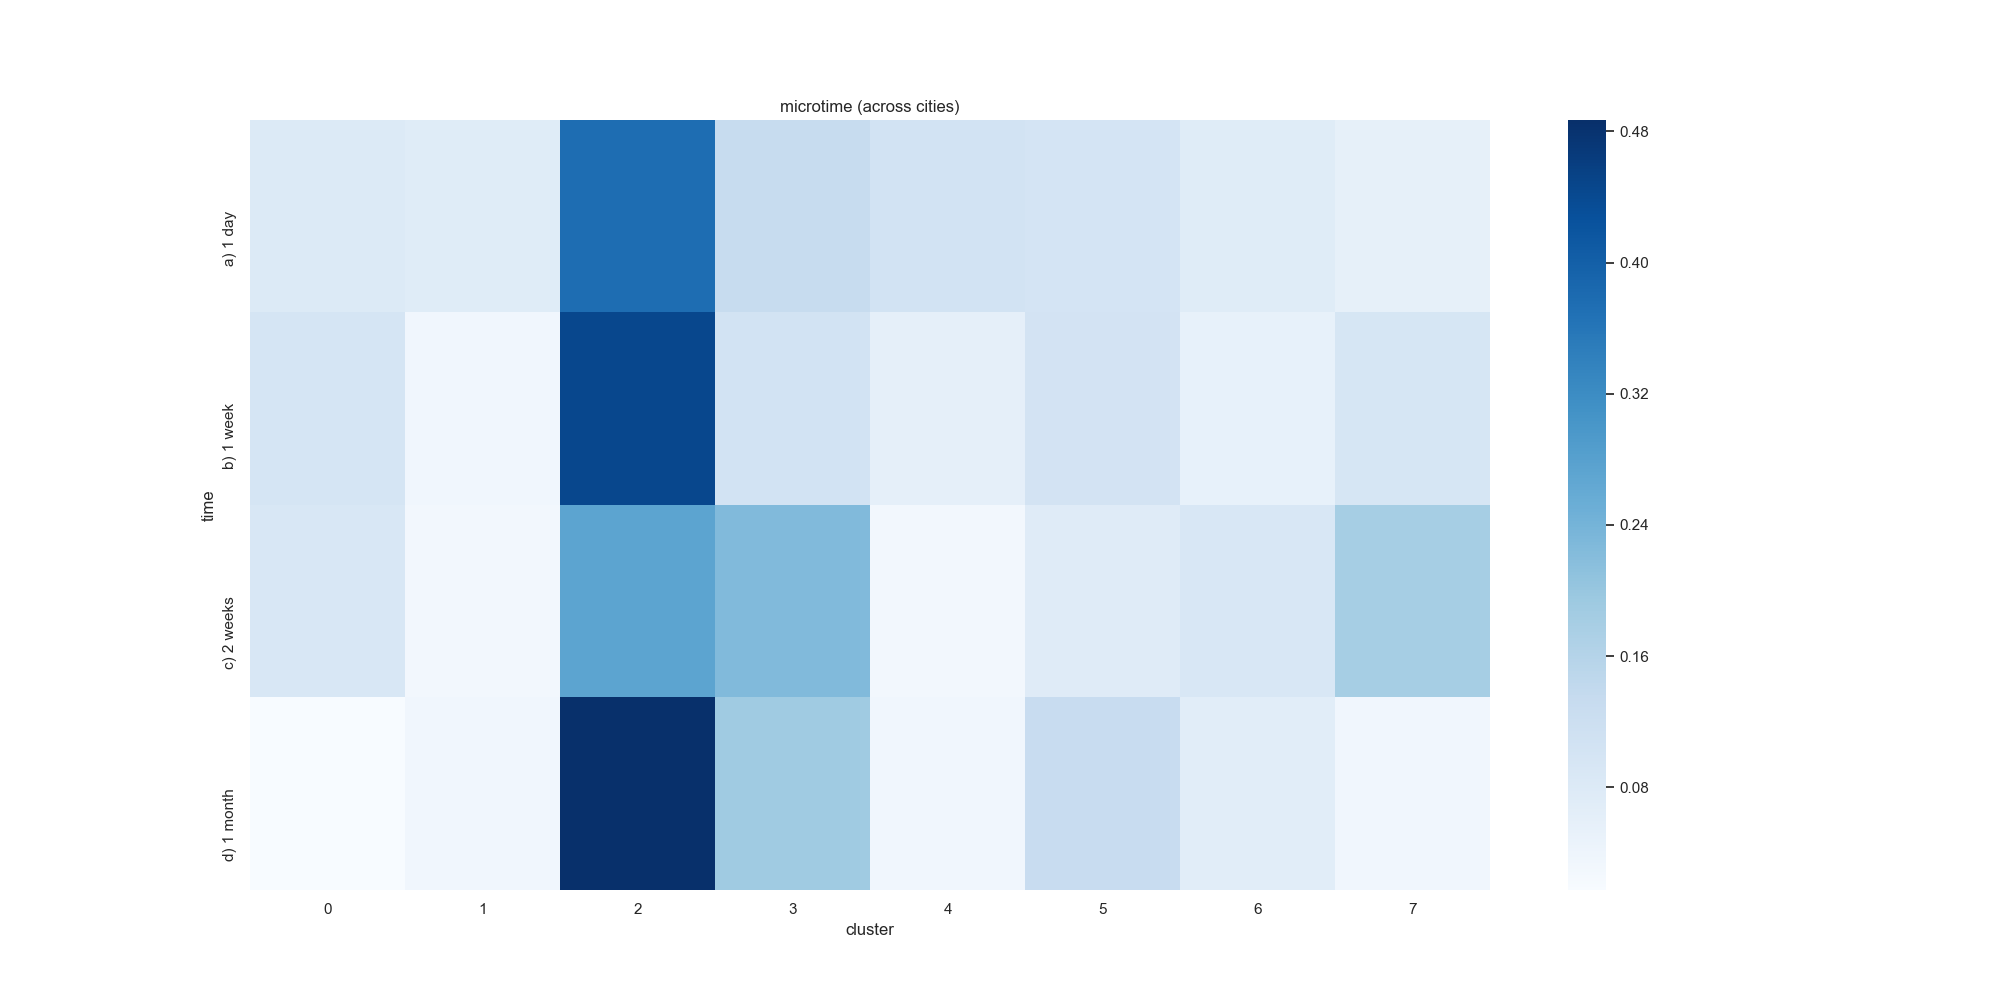 microtime (across cities)
time
a) 1 day
b) 1 week
c) 2 weeks
d) 1 month
0 1 2 3 4 5 6 7
cluster
0.48
0.40
0.32
0.24
0.16
0.08